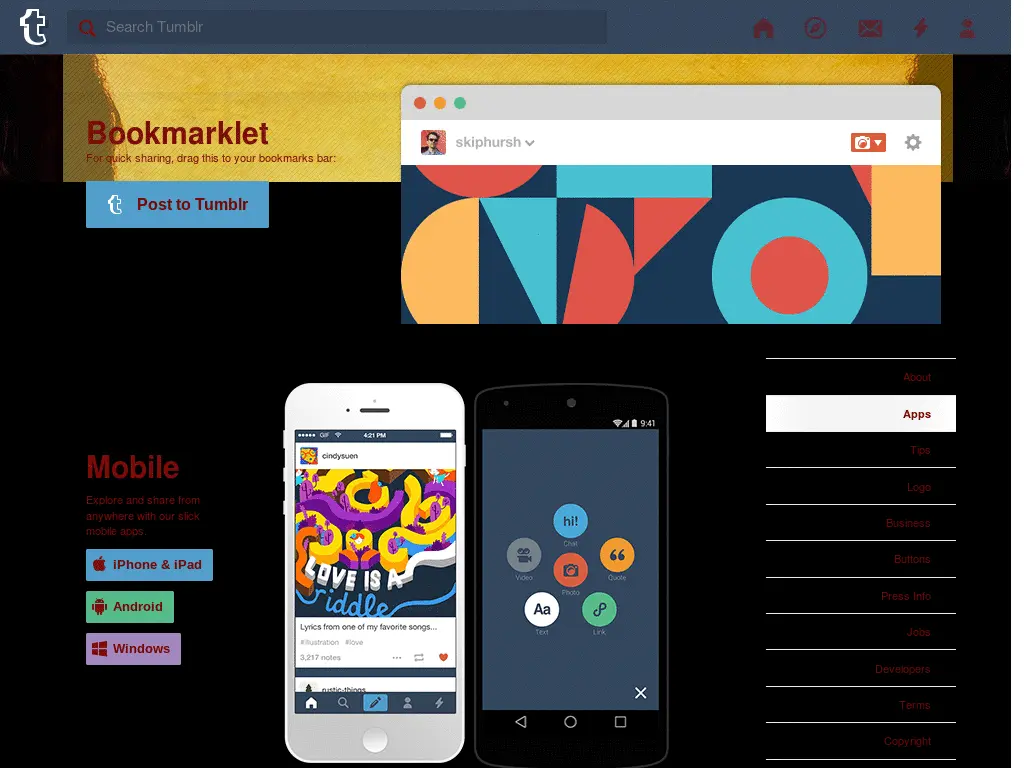 Search Tumblr
Bookmarklet
For quick sharing, drag this to your bookmarks bar:
Post to Tumblr
skiphursh
Mobile
Explore and share from
anywhere with our slick
mobile apps.
iPhone & iPad
Android
Windows
GIF 4:21 PM
cindysuen
LOVE IS A
riddle
Lyrics from one of my favorite songs...
#illustration #love
3,217 notes
rustic-things
9:41
hi!
Chat
Video
Quote
Photo
Aa
Text
Link
About
Apps
Tips
Logo
Business
Buttons
Press Info
Jobs
Developers
Terms
Copyright